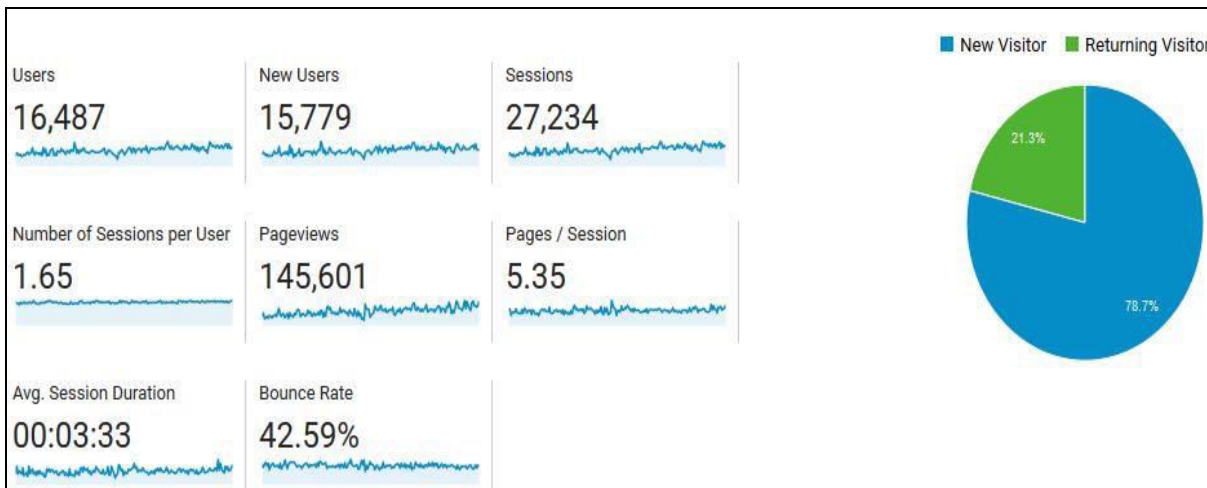 New Visitor Returning Visitor
Users
16,487
New Users
15,779
Sessions
27,234
Number of Sessions per User
1.65
Pageviews
145,601
Pages / Session
5.35
Avg. Session Duration
00:03:33
Bounce Rate
42.59%
21.3%
78.7%